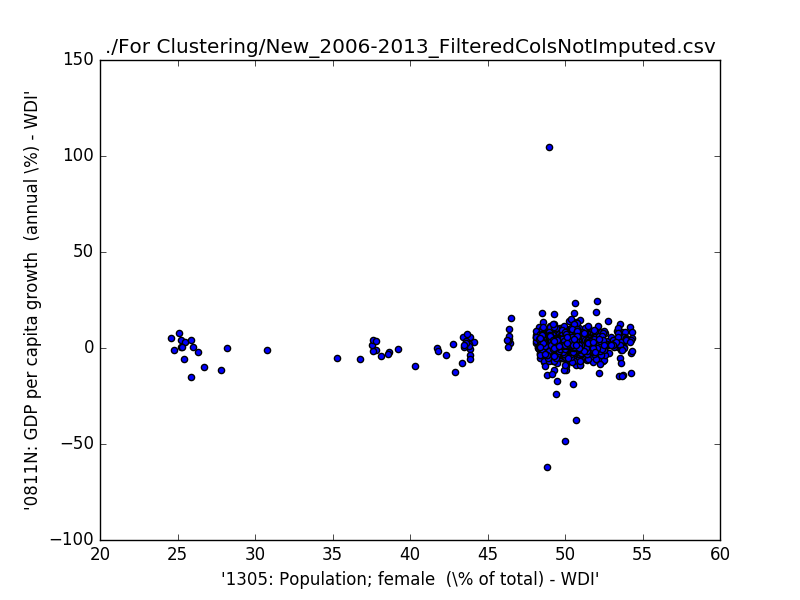 ./For Clustering/New_2006-2013_FilteredColsNotImputed.csv
150
100
50
0
−50
−100
20 25 30 35 40 45 50 55 60
'0811N: GDP per capita growth  (annual \%) - WDI'
'1305: Population; female  (\% of total) - WDI'